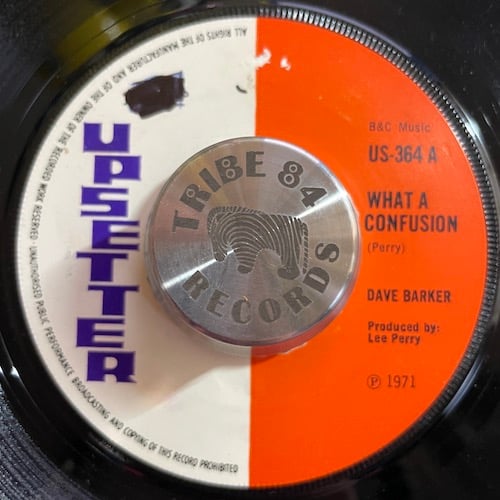 ALL RIGHTS OF THE MANUFACTURER AND OF THE OWNER OF THE RECORDED WORK RESERVED · UNAUTHORISED PUBLIC PERFORMANCE BROADCASTING AND COPYING OF THIS RECORD PROHIBITED
UPSETTER
TRIBE 84
RECORDS
B&C Music
US-364 A
WHAT A
CONFUSION
(Perry)
DAVE BARKER
Produced by:
Lee Perry
℗ 1971